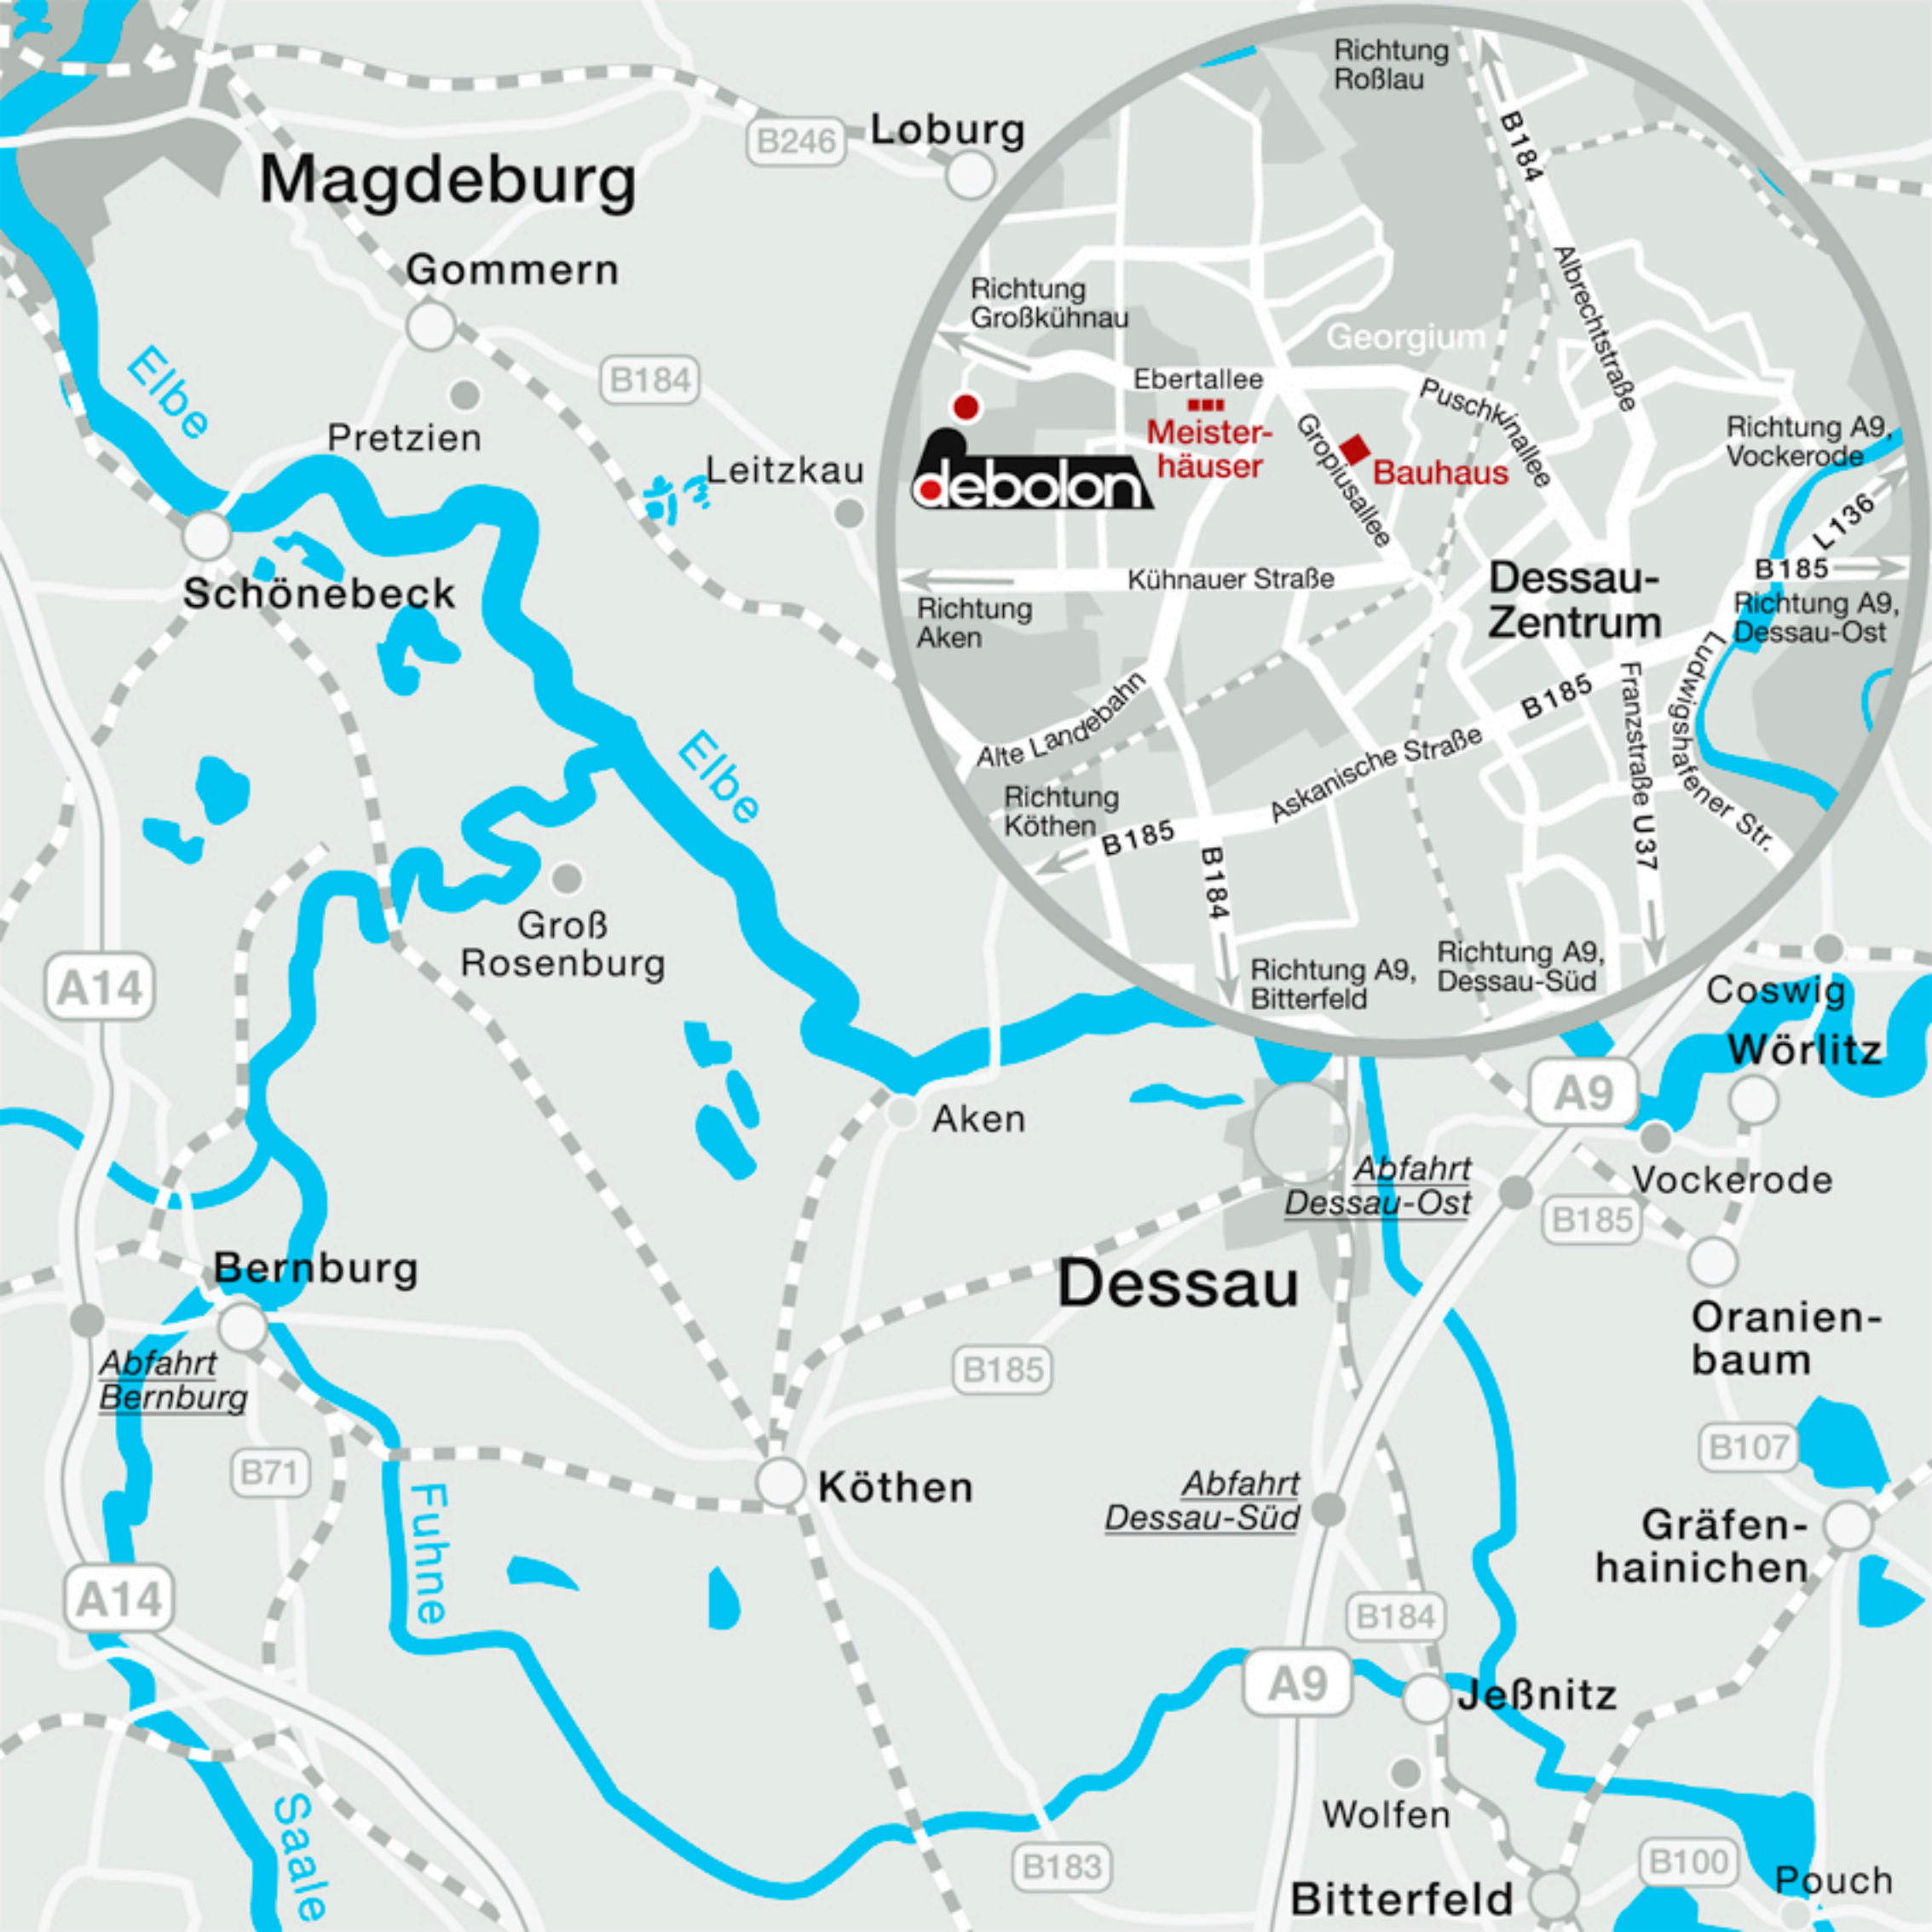 Richtung
Roßlau
B184
B246
Loburg
Magdeburg
Gommern
Albrechtstraße
Richtung
Großkühnau
Georgium
Elbe
B184
Ebertallee
Puschkinallee
Meister-
häuser
Gropiusallee
Bauhaus
Richtung A9,
Vockerode
Pretzien
Leitzkau
debolon
L136
B185
Schönebeck
Kühnauer Straße
Dessau-
Zentrum
Richtung
Aken
Richtung A9,
Dessau-Ost
Ludwigshafener Str.
Alte Landebahn
B185
Franzstraße U37
Elbe
Askanische Straße
Richtung
Köthen
B185
B184
Groß
Rosenburg
A14
Richtung A9,
Bitterfeld
Richtung A9,
Dessau-Süd
Coswig
Wörlitz
A9
Aken
Abfahrt
Dessau-Ost
Vockerode
B185
Bernburg
Dessau
Oranien-
baum
Abfahrt
Bernburg
B185
B107
B71
Köthen
Abfahrt
Dessau-Süd
Fuhne
Gräfen-
hainichen
A14
B184
A9
Jeßnitz
Wolfen
Saale
B183
B100
Pouch
Bitterfeld